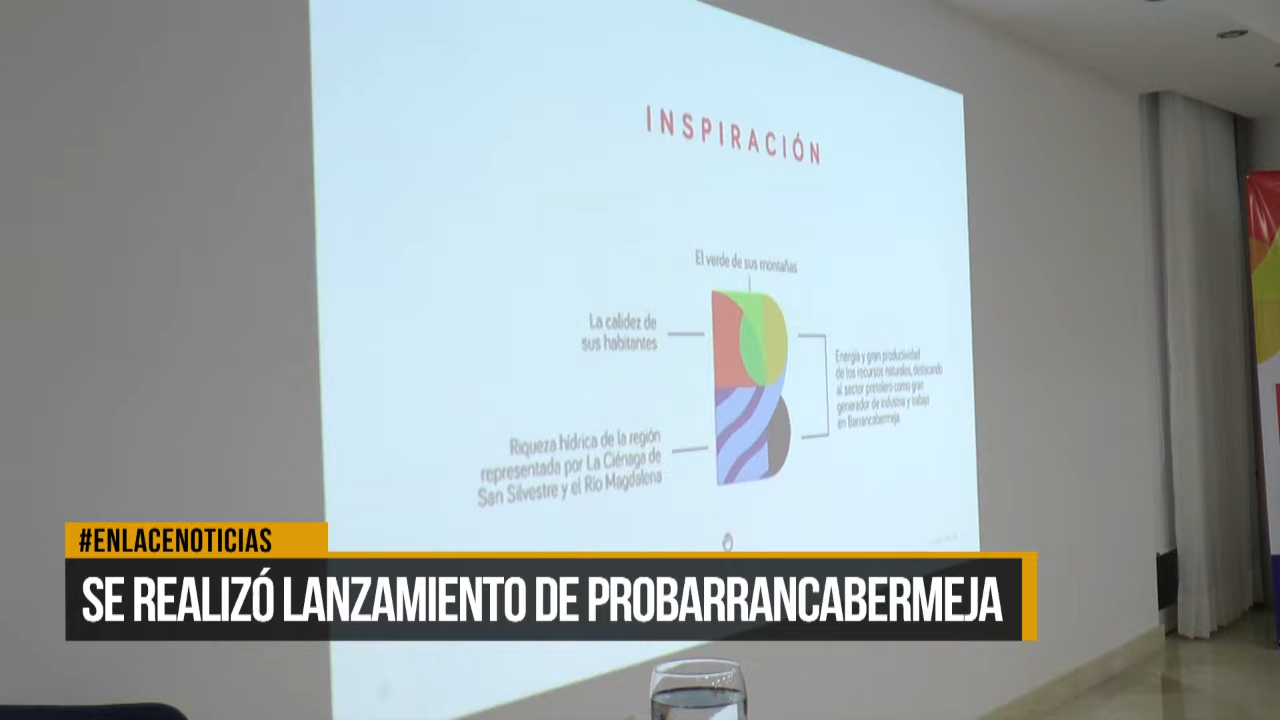 INSPIRACIÓN
El verde de sus montañas
La calidez de
sus habitantes
Energía y gran productividad
de los recursos naturales, destacando
al sector petrolero como gran
generador de industria y trabajo
en Barrancabermeja
Riqueza hídrica de la región
representada por La Ciénaga de
San Silvestre y el Río Magdalena
#ENLACENOTICIAS
SE REALIZÓ LANZAMIENTO DE PROBARRANCABERMEJA